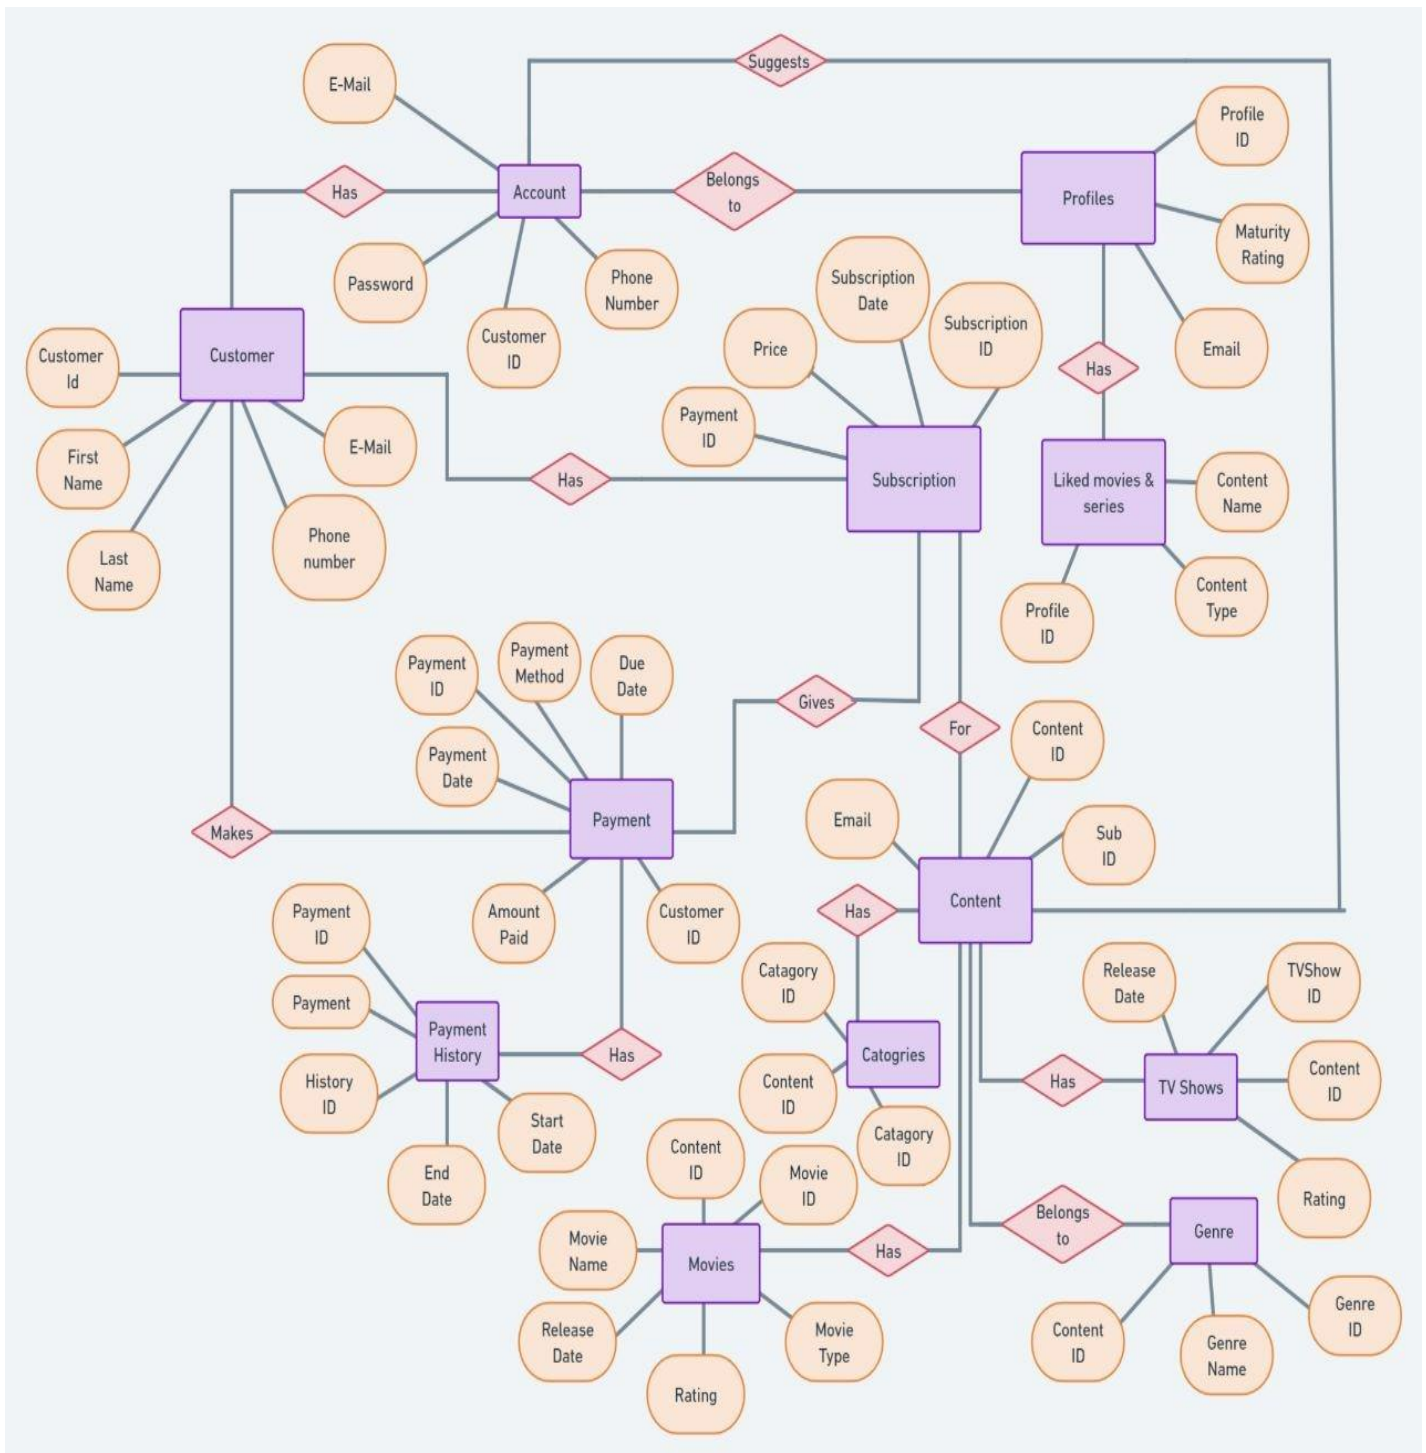 Suggests
E-Mail
Profile
ID
Has
Account
Belongs
to
Profiles
Maturity
Rating
Password
Phone
Number
Subscription
Date
Customer
ID
Subscription
ID
Price
Email
Customer
Id
Customer
Has
Payment
ID
First
Name
E-Mail
Has
Subscription
Liked movies &
series
Content
Name
Last
Name
Phone
number
Content
Type
Profile
ID
Payment
ID
Payment
Method
Due
Date
Gives
For
Content
ID
Payment
Date
Makes
Payment
Email
Sub
ID
Payment
ID
Amount
Paid
Customer
ID
Has
Content
Catagory
ID
Release
Date
TVShow
ID
Payment
Payment
History
Has
Catogries
History
ID
Start
Date
Content
ID
Has
TV Shows
Content
ID
End
Date
Content
ID
Movie
ID
Catagory
ID
Rating
Movie
Name
Movies
Has
Belongs
to
Genre
Release
Date
Rating
Movie
Type
Content
ID
Genre
Name
Genre
ID